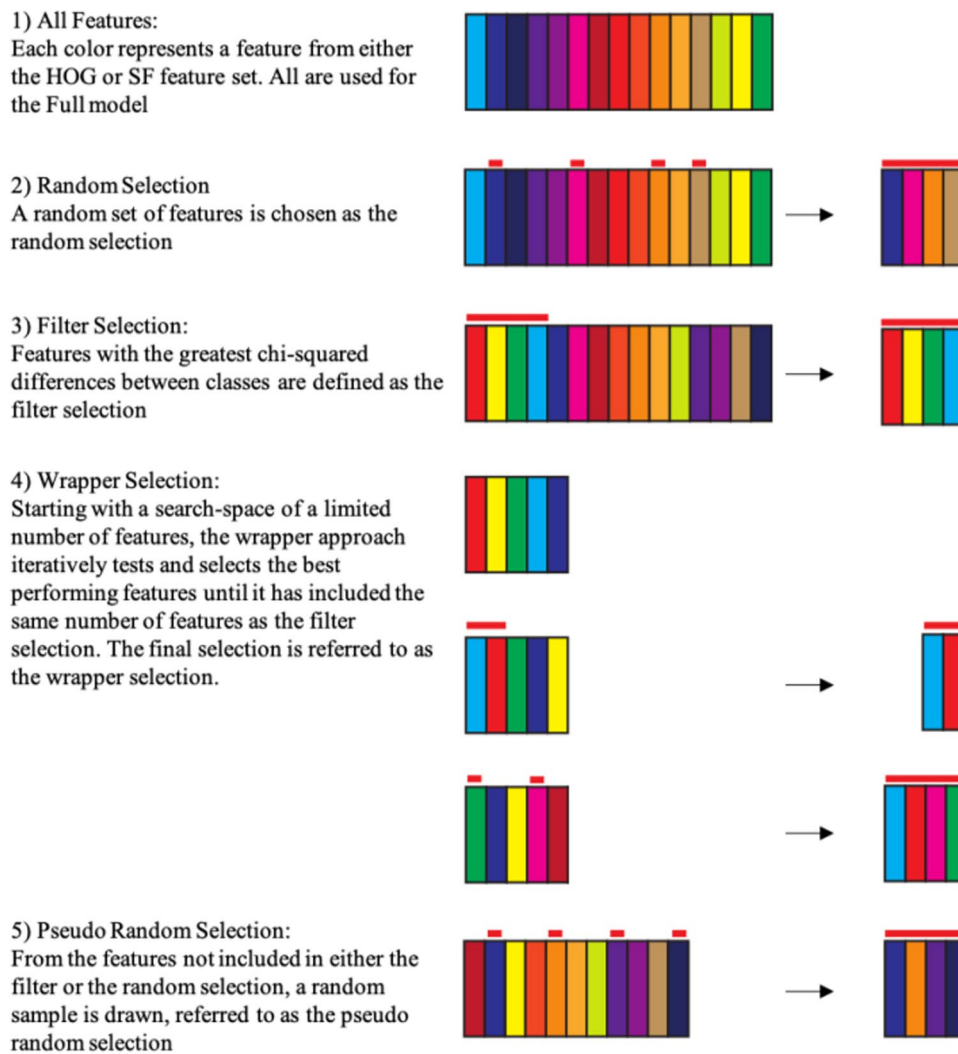 1) All Features:
Each color represents a feature from either
the HOG or SF feature set. All are used for
the Full model
2) Random Selection
A random set of features is chosen as the
random selection
3) Filter Selection:
Features with the greatest chi-squared
differences between classes are defined as the
filter selection
4) Wrapper Selection:
Starting with a search-space of a limited
number of features, the wrapper approach
iteratively tests and selects the best
performing features until it has included the
same number of features as the filter
selection. The final selection is referred to as
the wrapper selection.
5) Pseudo Random Selection:
From the features not included in either the
filter or the random selection, a random
sample is drawn, referred to as the pseudo
random selection